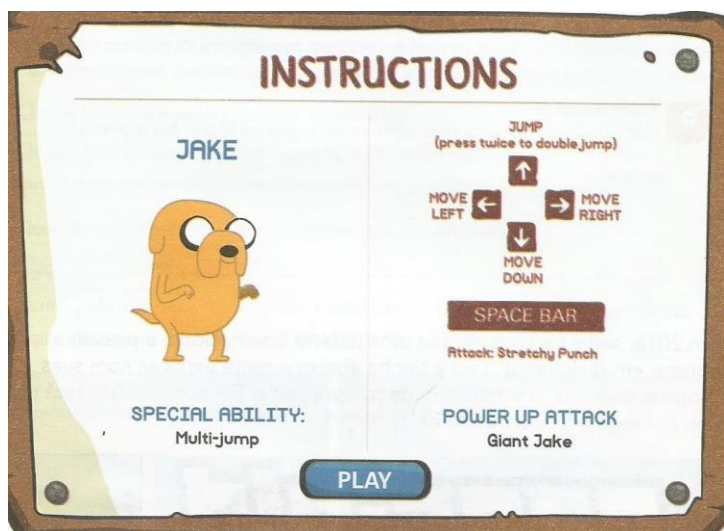 INSTRUCTIONS
JAKE
SPECIAL ABILITY:
Multi-jump
JUMP
(press twice to double jump)
MOVE LEFT
MOVE RIGHT
MOVE
DOWN
SPACE BAR
Attack: Stretchy Punch
POWER UP ATTACK
Giant Jake
PLAY